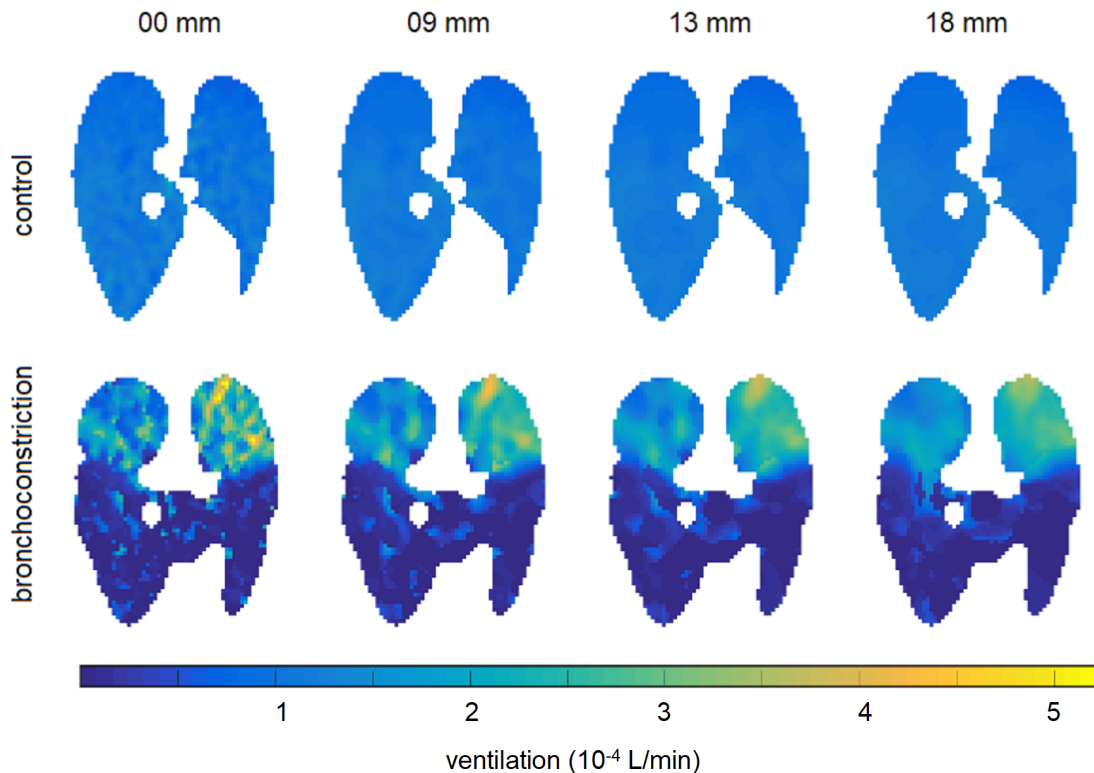 00 mm 09 mm 13 mm 18 mm
control
bronchoconstriction
1 2 3 4 5
ventilation (10⁻⁴ L/min)